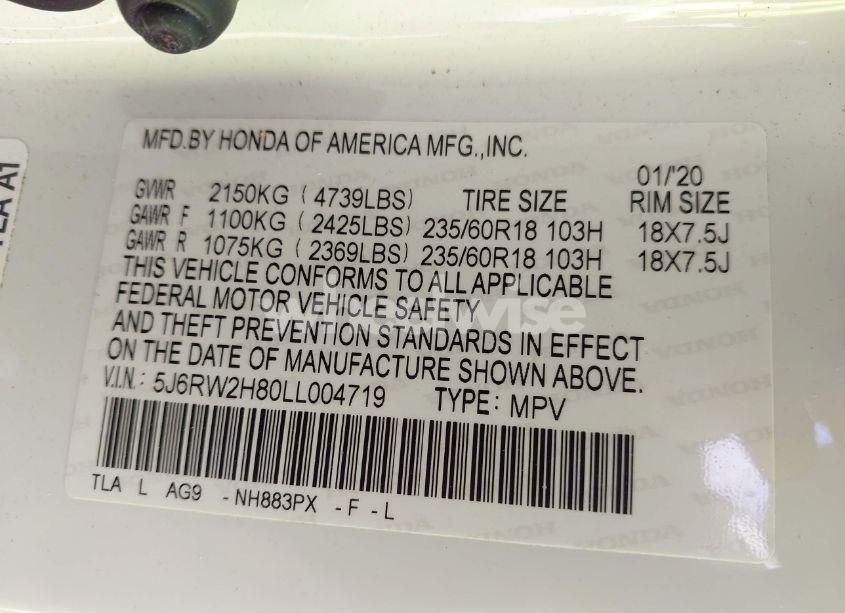 MFD.BY HONDA OF AMERICA MFG.,INC.
01/'20
GVWR 2150KG (4739LBS) TIRE SIZE RIM SIZE
GAWR F 1100KG (2425LBS) 235/60R18 103H 18X7.5J
GAWR R 1075KG (2369LBS) 235/60R18 103H 18X7.5J
THIS VEHICLE CONFORMS TO ALL APPLICABLE
FEDERAL MOTOR VEHICLE SAFETY
AND THEFT PREVENTION STANDARDS IN EFFECT
ON THE DATE OF MANUFACTURE SHOWN ABOVE.
V.I.N.: 5J6RW2H80LL004719 TYPE: MPV
TLA L AG9 -NH883PX -F -L